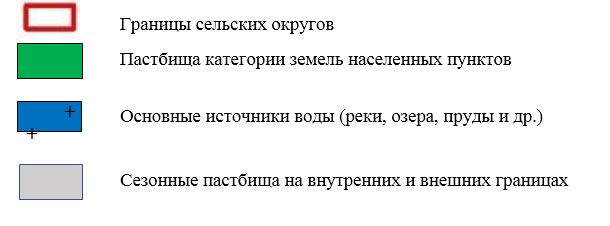 Границы сельских округов
Пастбища категории земель населенных пунктов
Основные источники воды (реки, озера, пруды и др.)
Сезонные пастбища на внутренних и внешних границах